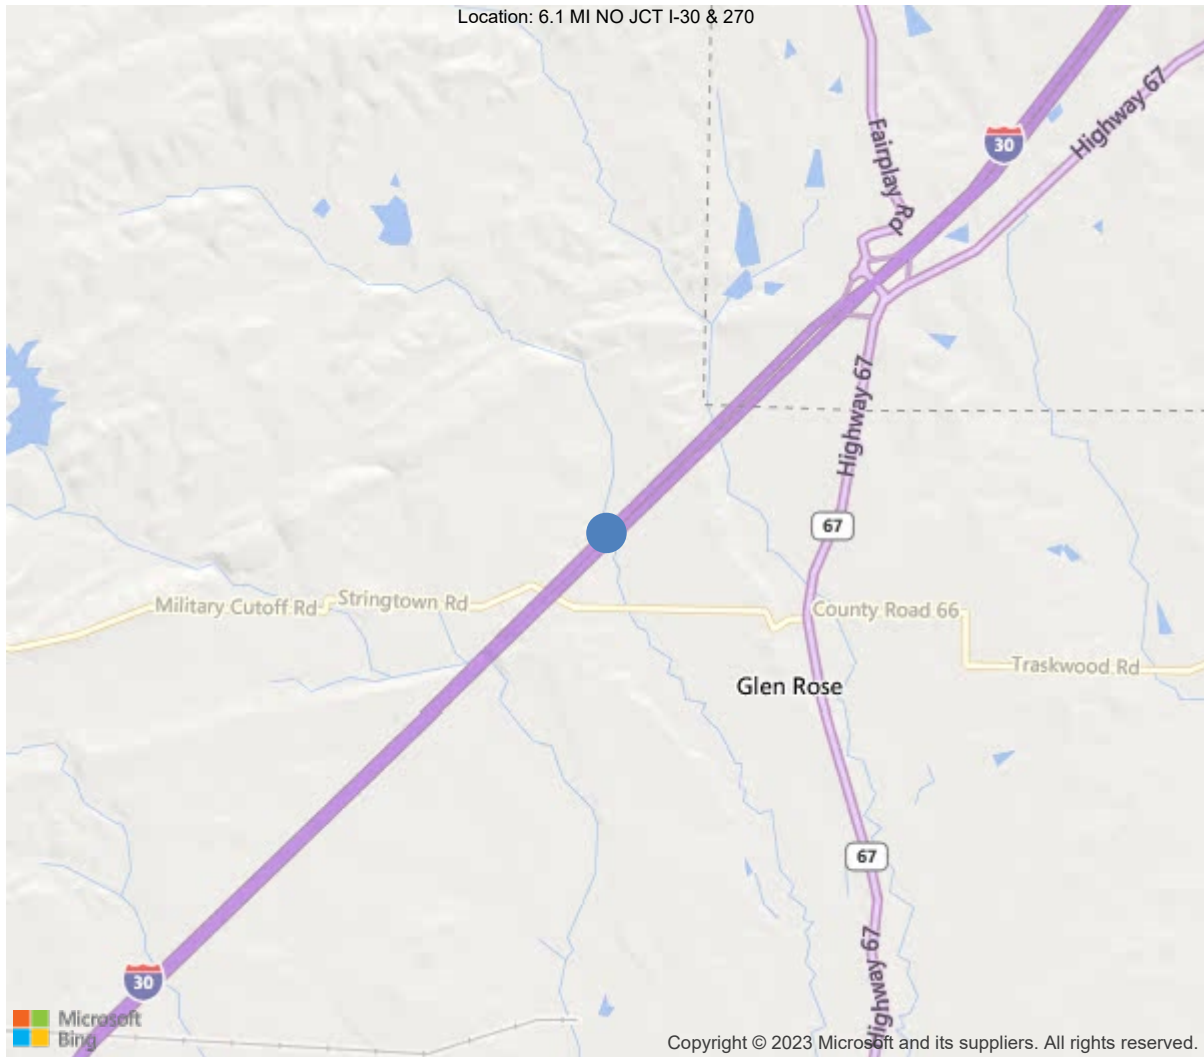 Location: 6.1 MI NO JCT I-30 & 270
Highway 67
Fairplay Rd
30
Highway 67
67
Military Cutoff Rd
Stringtown Rd
County Road 66
Traskwood Rd
Glen Rose
67
Highway 67
30
Microsoft
Bing
Copyright © 2023 Microsoft and its suppliers. All rights reserved.